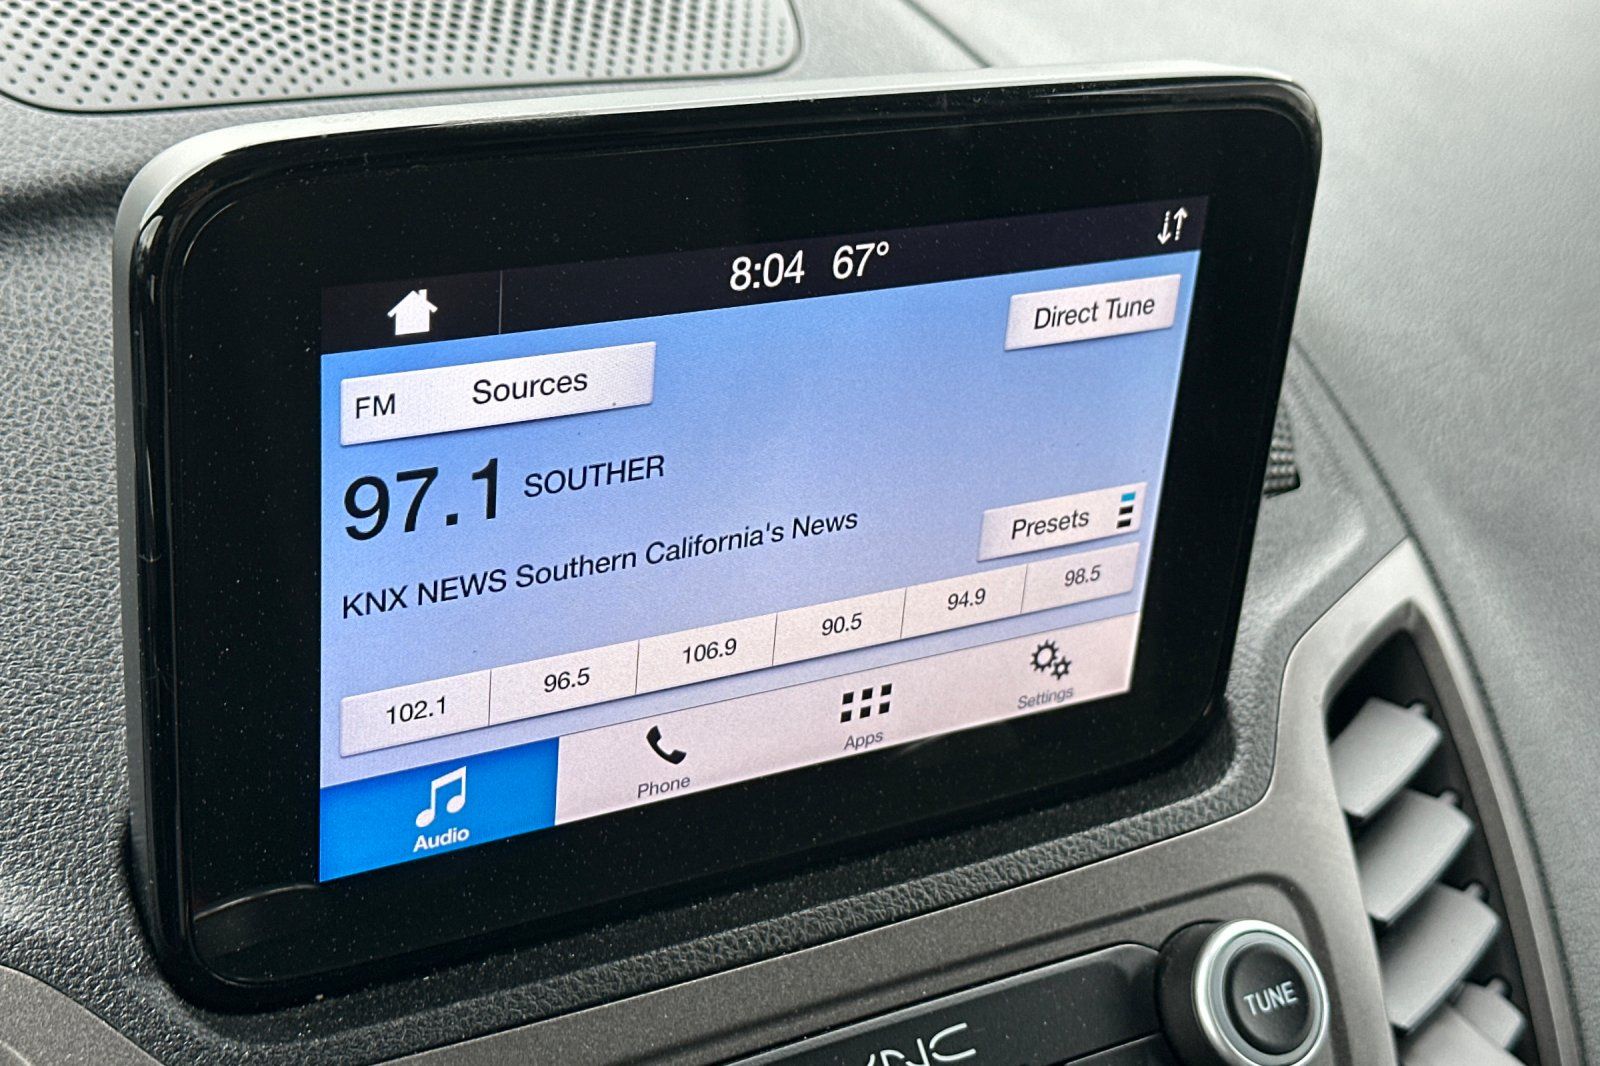 8:04 67°
Direct Tune
FM Sources
97.1 SOUTHER
KNX NEWS Southern California's News
Presets
102.1 96.5 106.9 90.5 94.9 98.5
Audio Phone Apps Settings
TUNE